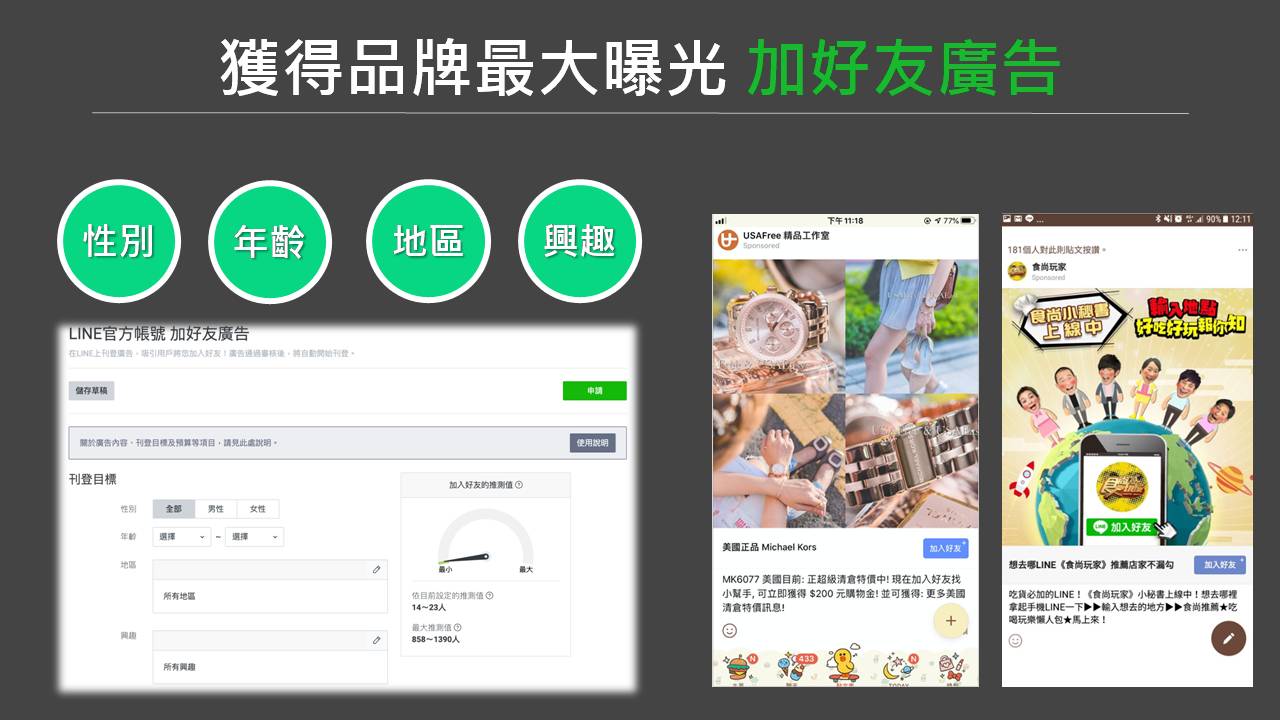 獲得品牌最大曝光 加好友廣告
性別
年齡
地區
興趣
LINE官方帳號 加好友廣告
在LINE上刊登廣告,吸引用戶將您加入好友!廣告通過審核後,將自動開始刊登。
儲存草稿
申請
關於廣告內容、刊登目標及預算等項目,請見此處說明。
使用說明
刊登目標
性別
全部
男性
女性
年齡
選擇
~
選擇
地區
所有地區
興趣
所有興趣
加入好友的推測值
最小
最大
依目前設定的推測值
14~23人
最大推測值
858~1390人
下午11:18
77%
USAFree 精品工作室
Sponsored
美國正品 Michael Kors
加入好友
MK6077 美國目前: 正超級清倉特價中! 現在加入好友找
小幫手, 可立即獲得 $200 元購物金! 並可獲得: 更多美國
清倉特價訊息!
N
433
N
TODAY
90% 12:11
181個人對此則貼文按讚。
食尚玩家
Sponsored
食尚小秘書
上線中
輸入地點
好吃好玩報你知
LINE 加入好友
想去哪LINE《食尚玩家》推薦店家不漏勾
加入好友
吃貨必加的LINE!《食尚玩家》小秘書上線中!想去哪裡
拿起手機LINE一下▶▶輸入想去的地方▶▶食尚推薦★吃
喝玩樂懶人包★馬上來!